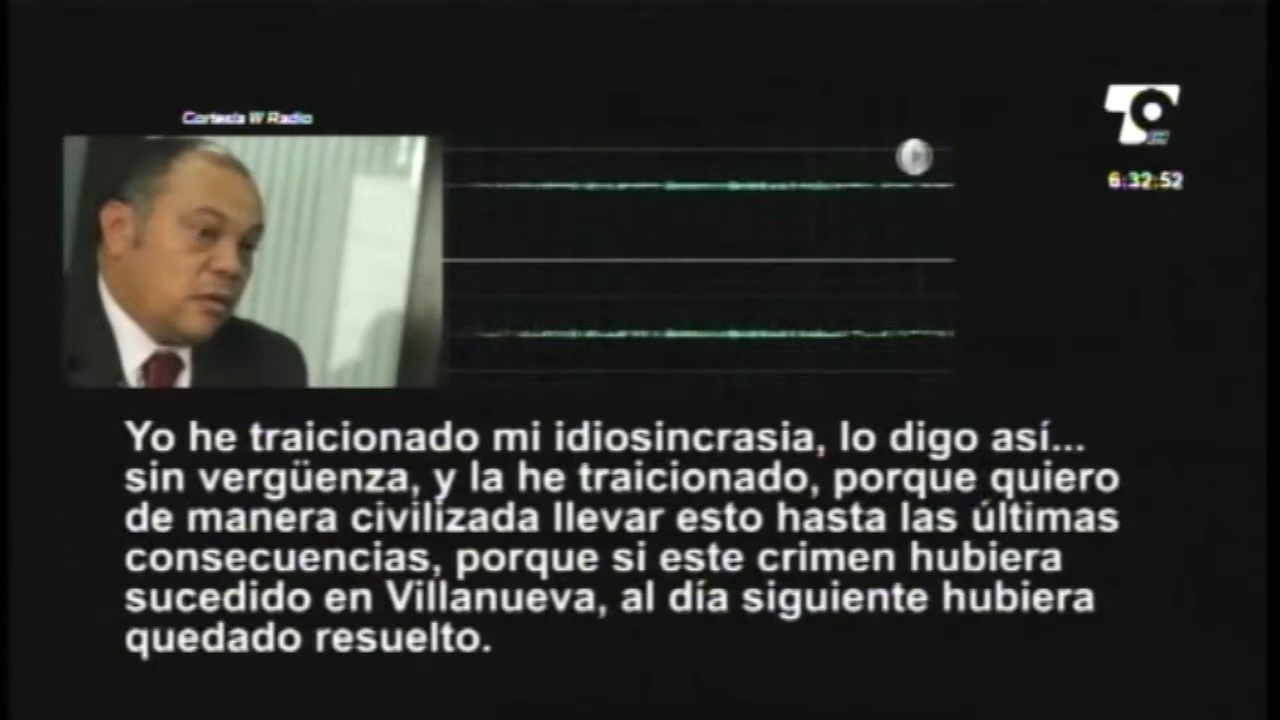 Cortesía W Radio
6:32:52
Yo he traicionado mi idiosincrasia, lo digo así...
sin vergüenza, y la he traicionado, porque quiero
de manera civilizada llevar esto hasta las últimas
consecuencias, porque si este crimen hubiera
sucedido en Villanueva, al día siguiente hubiera
quedado resuelto.